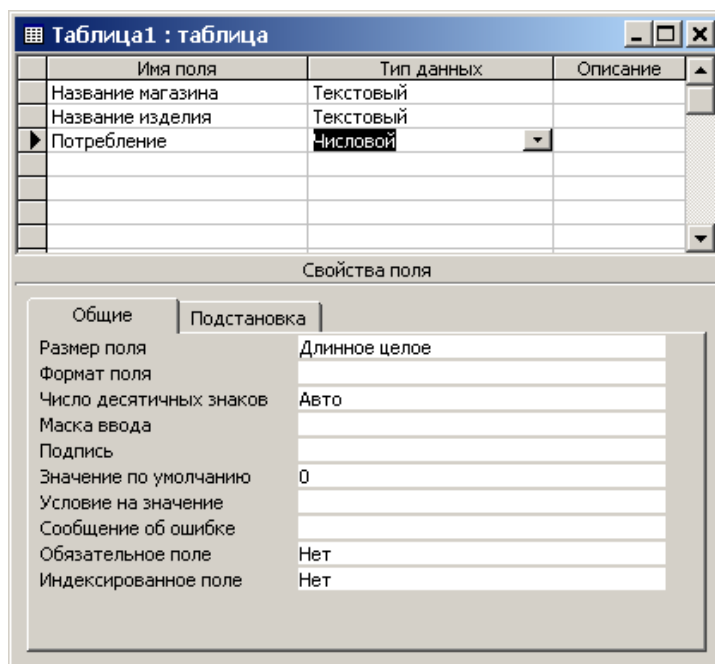 Таблица1 : таблица
Имя поля Тип данных Описание
Название магазина Текстовый
Название изделия Текстовый
Потребление Числовой
Свойства поля
Общие Подстановка
Размер поля Длинное целое
Формат поля
Число десятичных знаков Авто
Маска ввода
Подпись
Значение по умолчанию 0
Условие на значение
Сообщение об ошибке
Обязательное поле Нет
Индексированное поле Нет